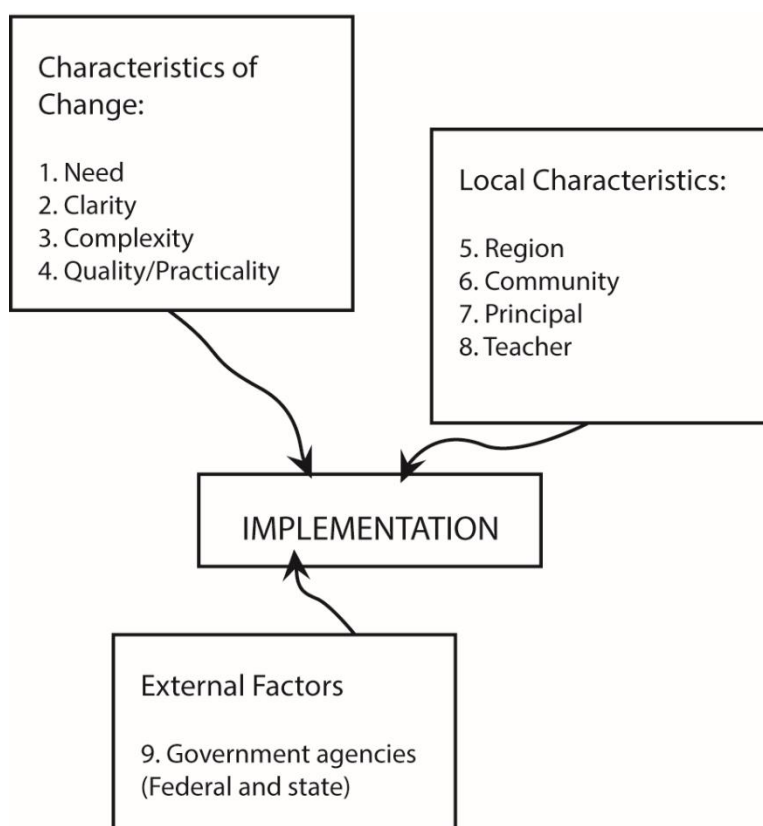 Characteristics of
Change:
1. Need
2. Clarity
3. Complexity
4. Quality/Practicality
Local Characteristics:
5. Region
6. Community
7. Principal
8. Teacher
IMPLEMENTATION
External Factors
9. Government agencies
(Federal and state)